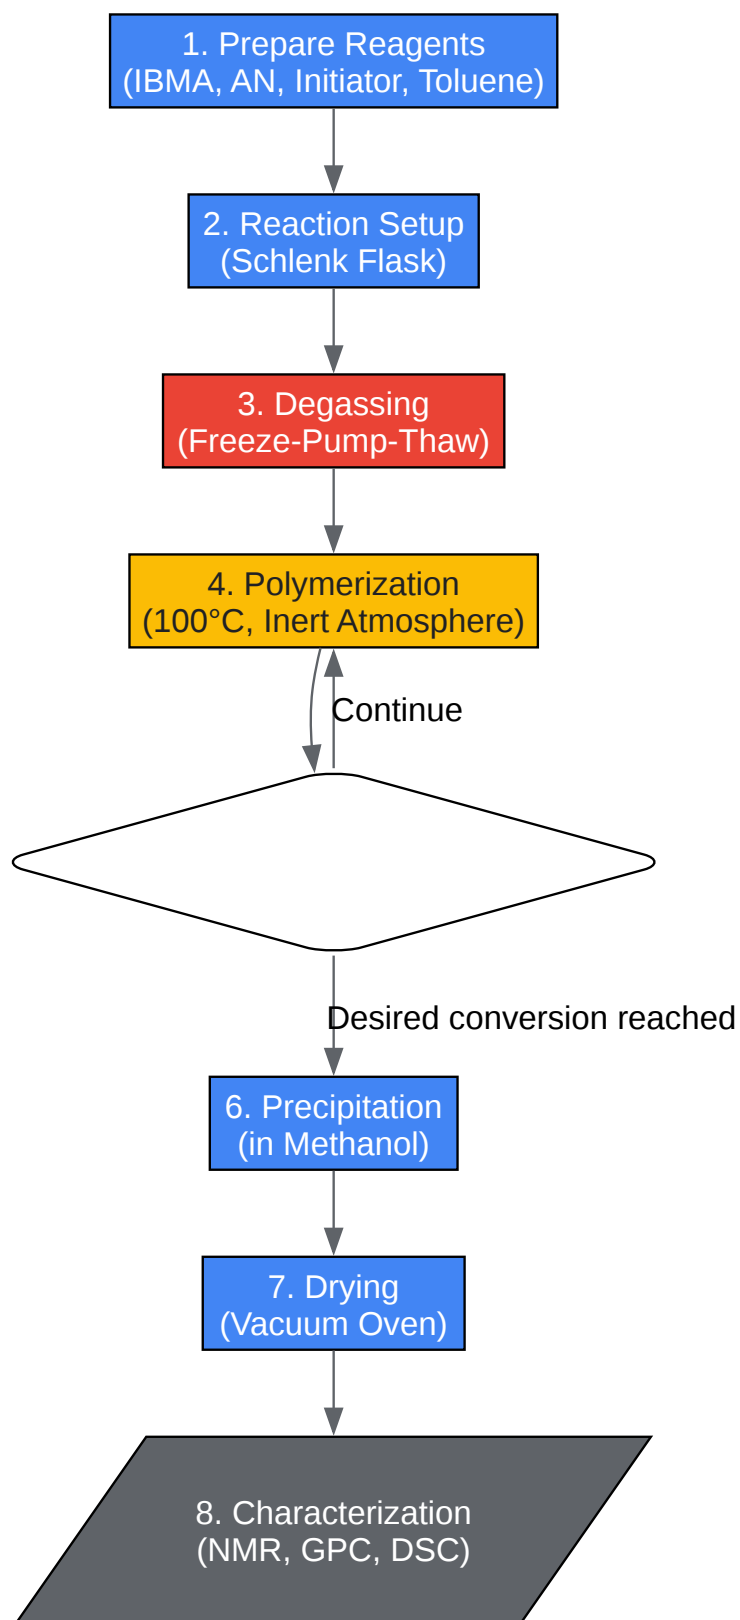 1. Prepare Reagents
(IBMA, AN, Initiator, Toluene)
2. Reaction Setup
(Schlenk Flask)
3. Degassing
(Freeze-Pump-Thaw)
4. Polymerization
(100°C, Inert Atmosphere)
Continue
Desired conversion reached
6. Precipitation
(in Methanol)
7. Drying
(Vacuum Oven)
8. Characterization
(NMR, GPC, DSC)